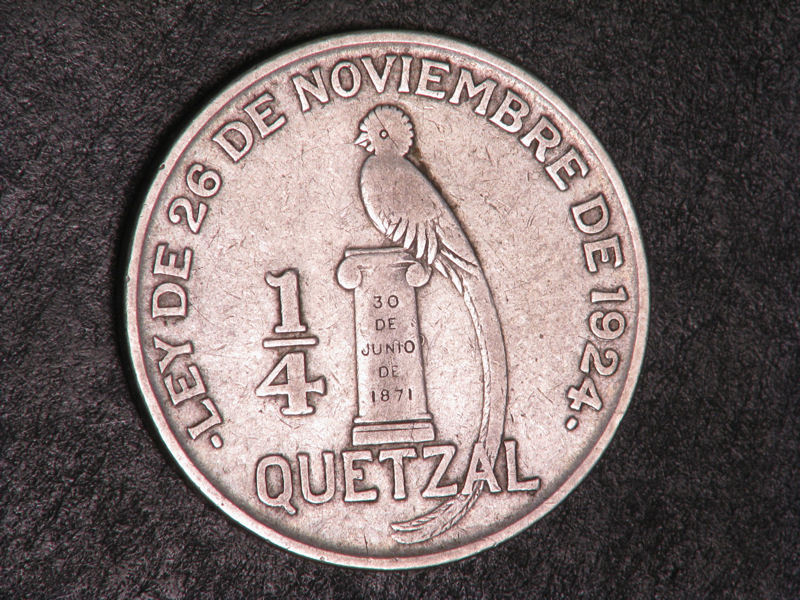 ·LEY DE 26 DE NOVIEMBRE DE 1924·
1/4
30
DE
JUNIO
DE
1871
QUETZAL